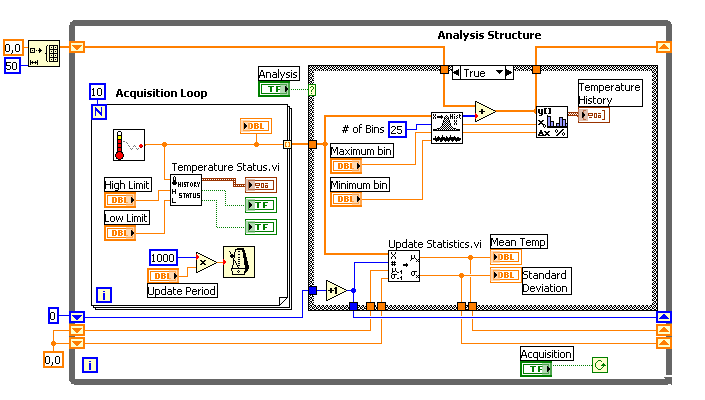 Analysis Structure
0,0
50
Analysis
TF
?
True
Temperature
History
10
Acquisition Loop
N
DBL
# of Bins
25
Maximum bin
DBL
Minimum bin
DBL
Temperature Status.vi
High Limit
DBL
HISTORY
H
L
STATUS
TF
Low Limit
DBL
TF
Update Statistics.vi
Mean Temp
DBL
DBL
Standard
Deviation
1000
DBL
Update Period
i
+1
0
0,0
i
Acquisition
TF